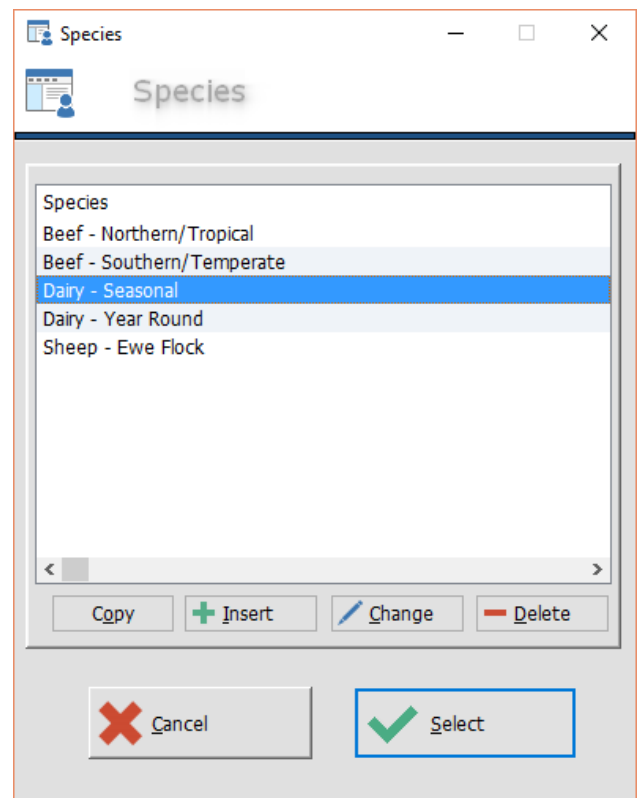 Species
Species
Species
Beef - Northern/Tropical
Beef - Southern/Temperate
Dairy - Seasonal
Dairy - Year Round
Sheep - Ewe Flock
Copy Insert Change Delete
Cancel Select